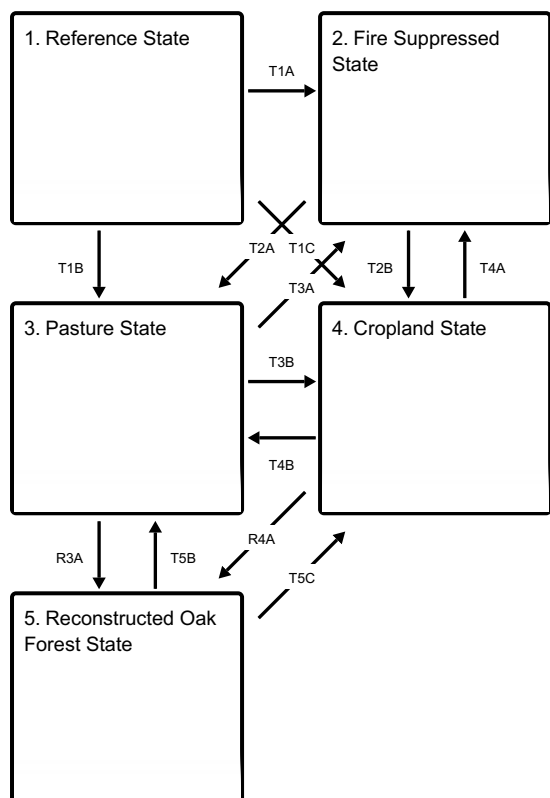 1. Reference State
2. Fire Suppressed
State
T1A
T2A
T1C
T1B
T2B
T4A
T3A
3. Pasture State
4. Cropland State
T3B
T4B
R4A
R3A
T5B
T5C
5. Reconstructed Oak
Forest State